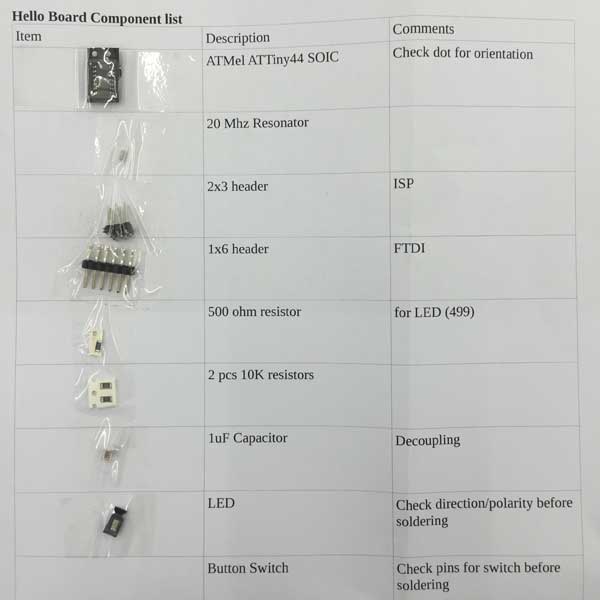 Hello Board Component list
Item Description Comments
ATMel ATTiny44 SOIC Check dot for orientation
20 Mhz Resonator
2x3 header ISP
1x6 header FTDI
500 ohm resistor for LED (499)
2 pcs 10K resistors
1uF Capacitor Decoupling
LED Check direction/polarity before
soldering
Button Switch Check pins for switch before
soldering